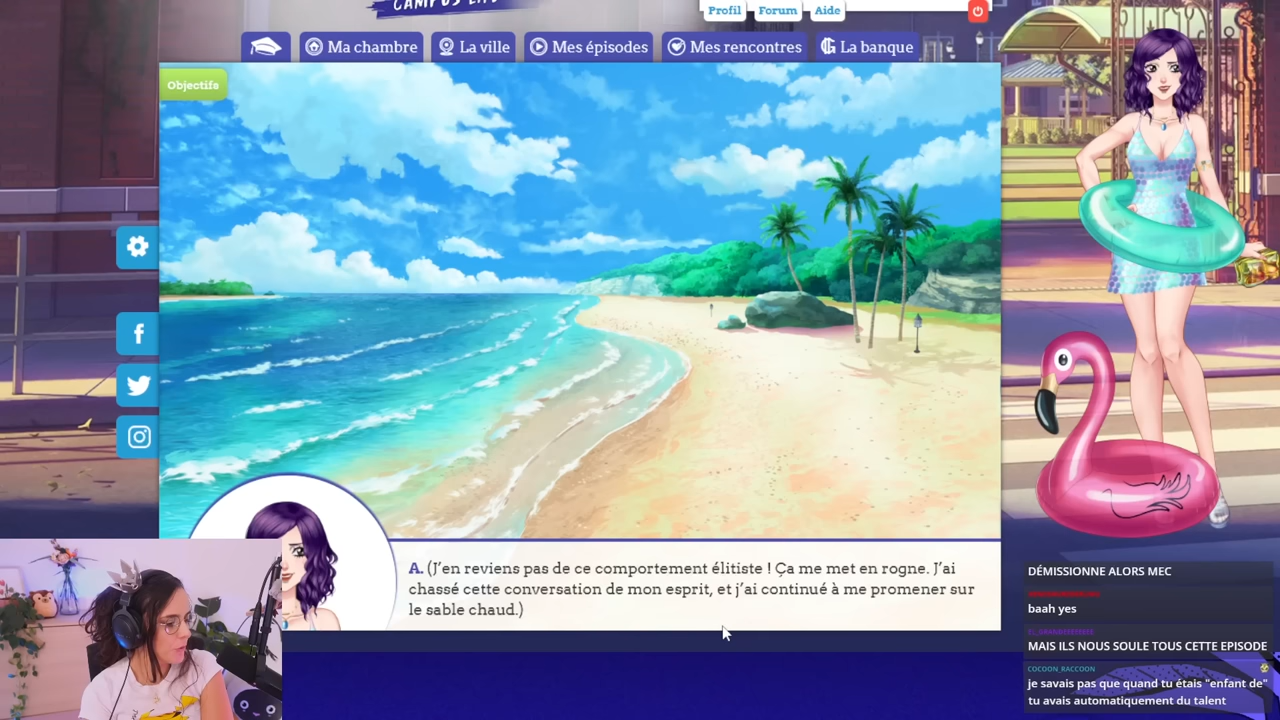 CAMPUS LIFE
Profil
Forum
Aide
Ma chambre
La ville
Mes épisodes
Mes rencontres
La banque
Objectifs
A. (J'en reviens pas de ce comportement élitiste ! Ça me met en rogne. J'ai
chassé cette conversation de mon esprit, et j'ai continué à me promener sur
le sable chaud.)
DÉMISSIONNE ALORS MEC
baah yes
MAIS ILS NOUS SOULE TOUS CETTE EPISODE
COCOON_RACCOON
je savais pas que quand tu étais "enfant de"
tu avais automatiquement du talent